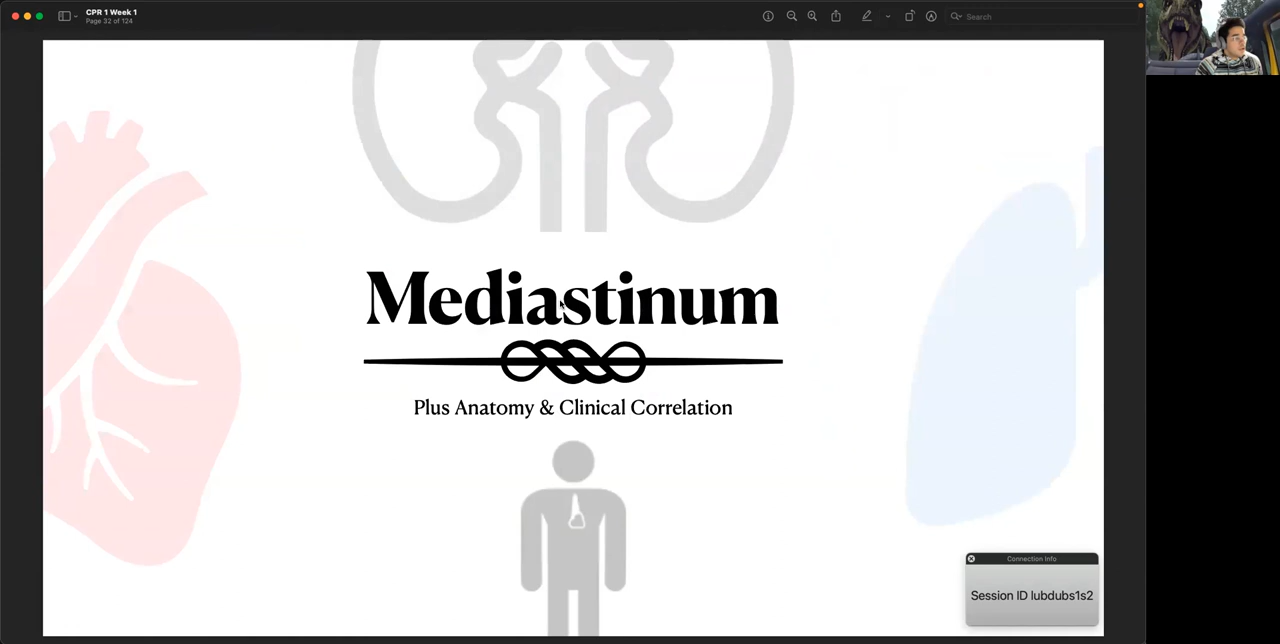 CPR 1 Week 1
Page 32 of 124
Search
Mediastinum
Plus Anatomy & Clinical Correlation
Connection Info
Session ID lubdubs1s2